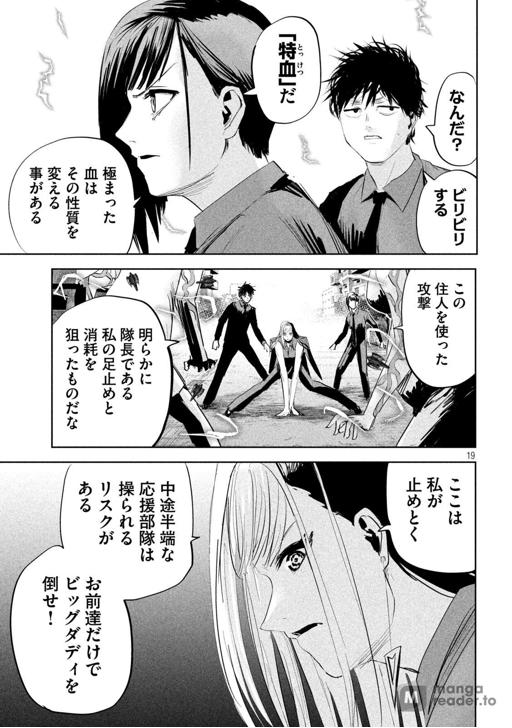 なんだ？
ビリビリ
する
「特血」だ
とっけつ
極まった
血は
その性質を
変える
事がある
この
住人を使った
攻撃
明らかに
隊長である
私の足止めと
消耗を
狙ったものだな
19
ここは
私が
止めとく
中途半端な
応援部隊は
操られる
リスクが
ある
お前達だけで
ビッグダディを
倒せ！
manga
reader.to